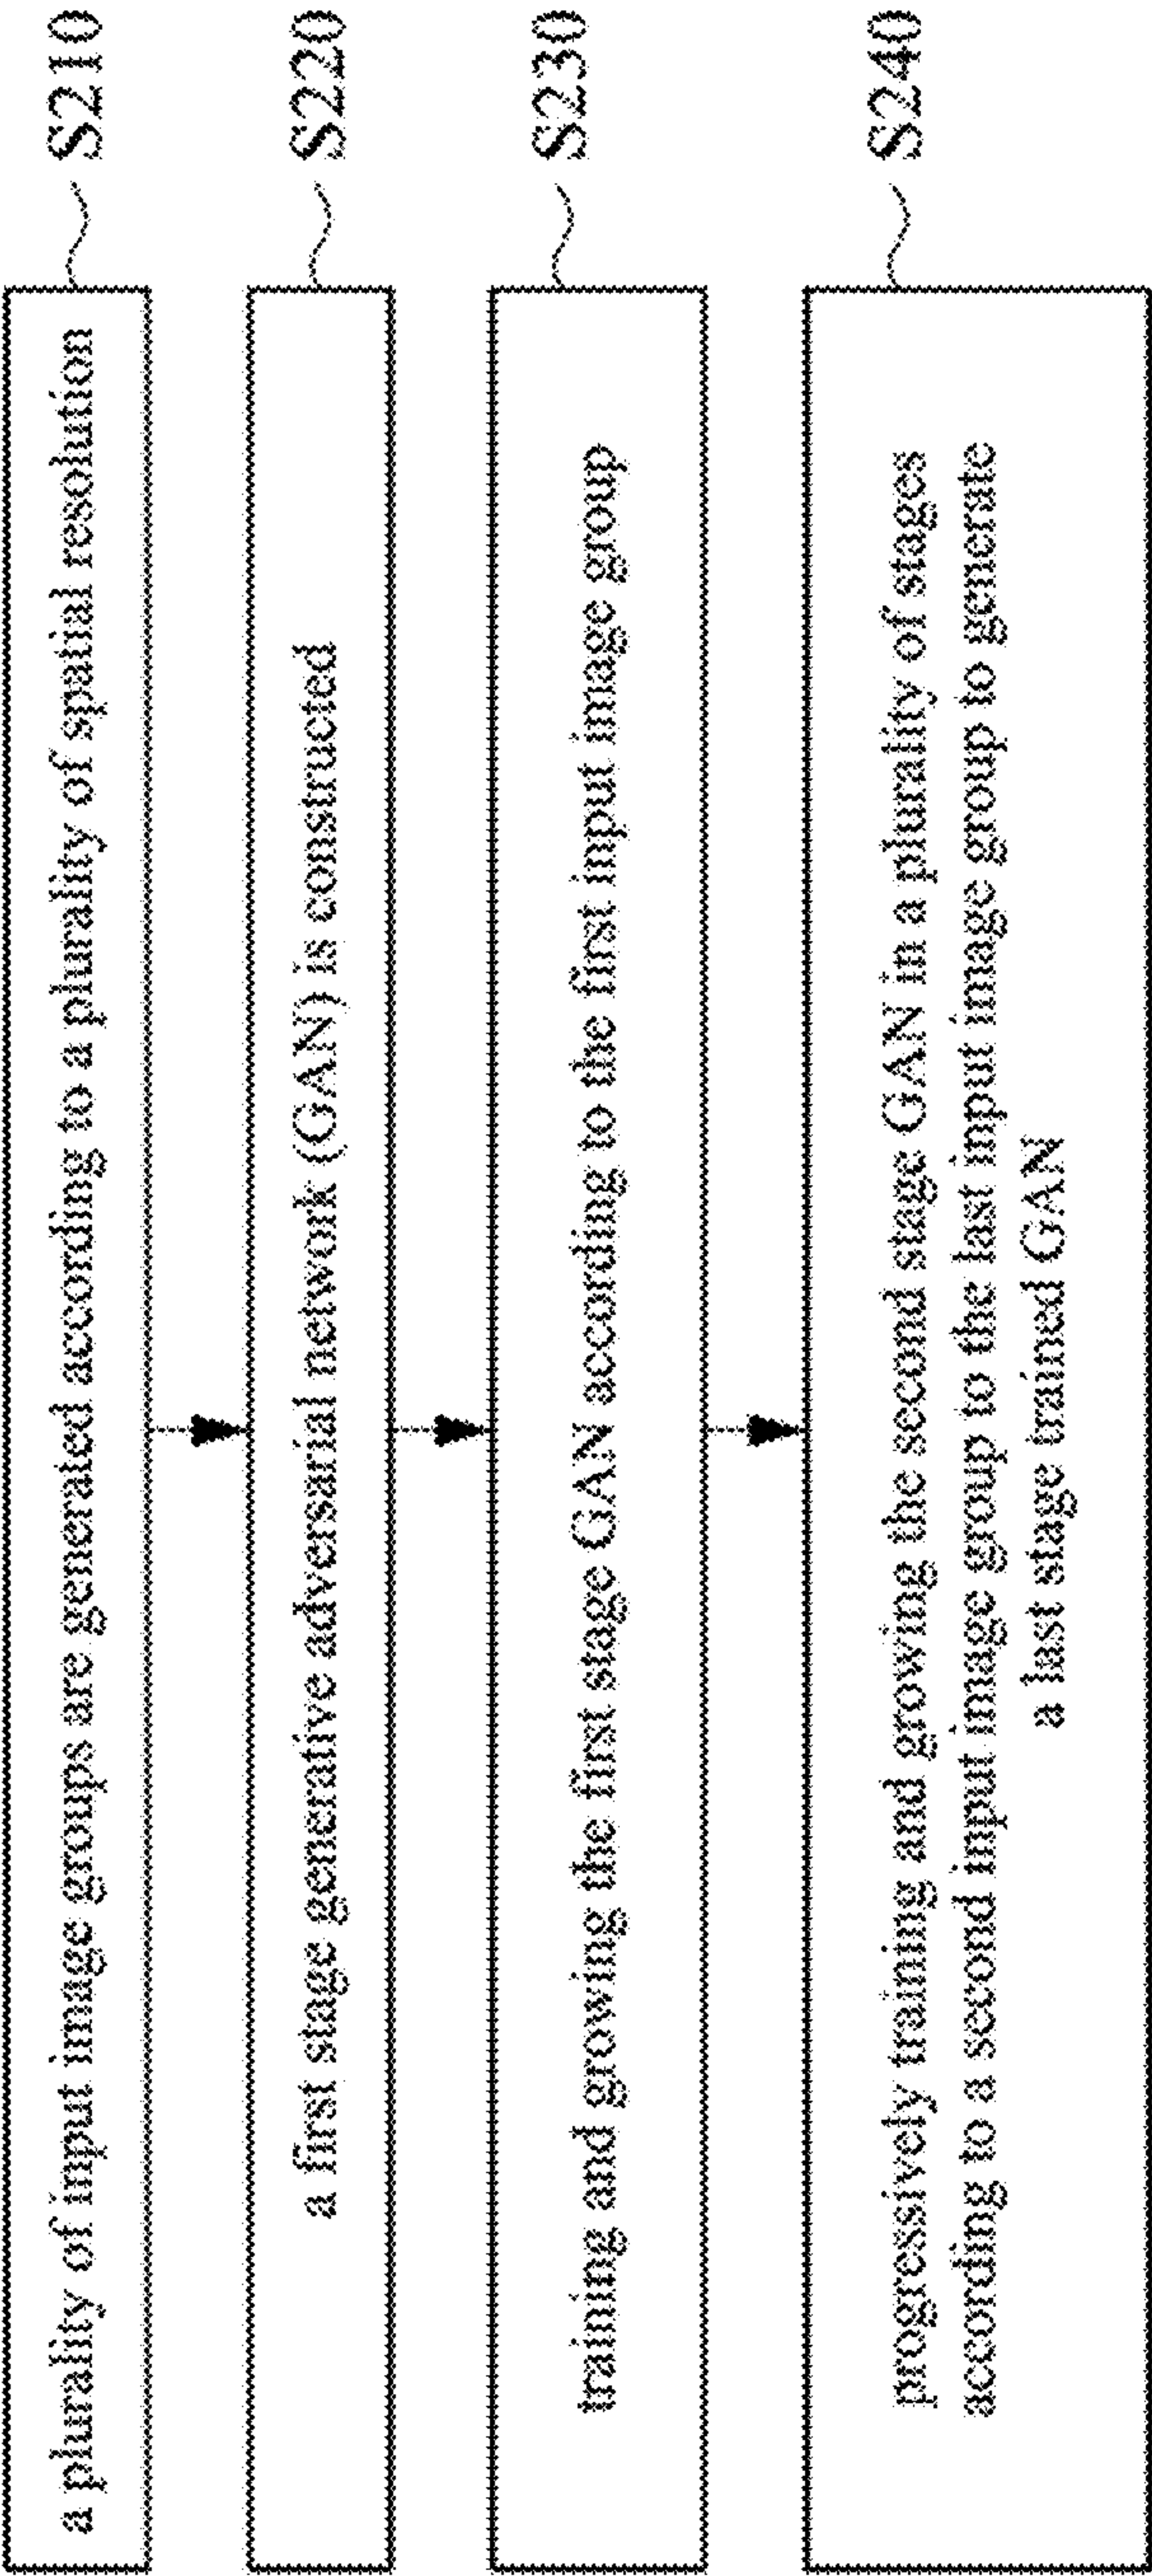 a plurality of input image groups are generated according to a plurality of spatial resolution
S210
a first stage generative adversarial network (GAN) is constructed
S220
training and growing the first stage GAN according to the first input image group
S230
progressively training and growing the second stage GAN in a plurality of stages
according to a second input image group to the last input image group to generate
a last stage trained GAN
S240